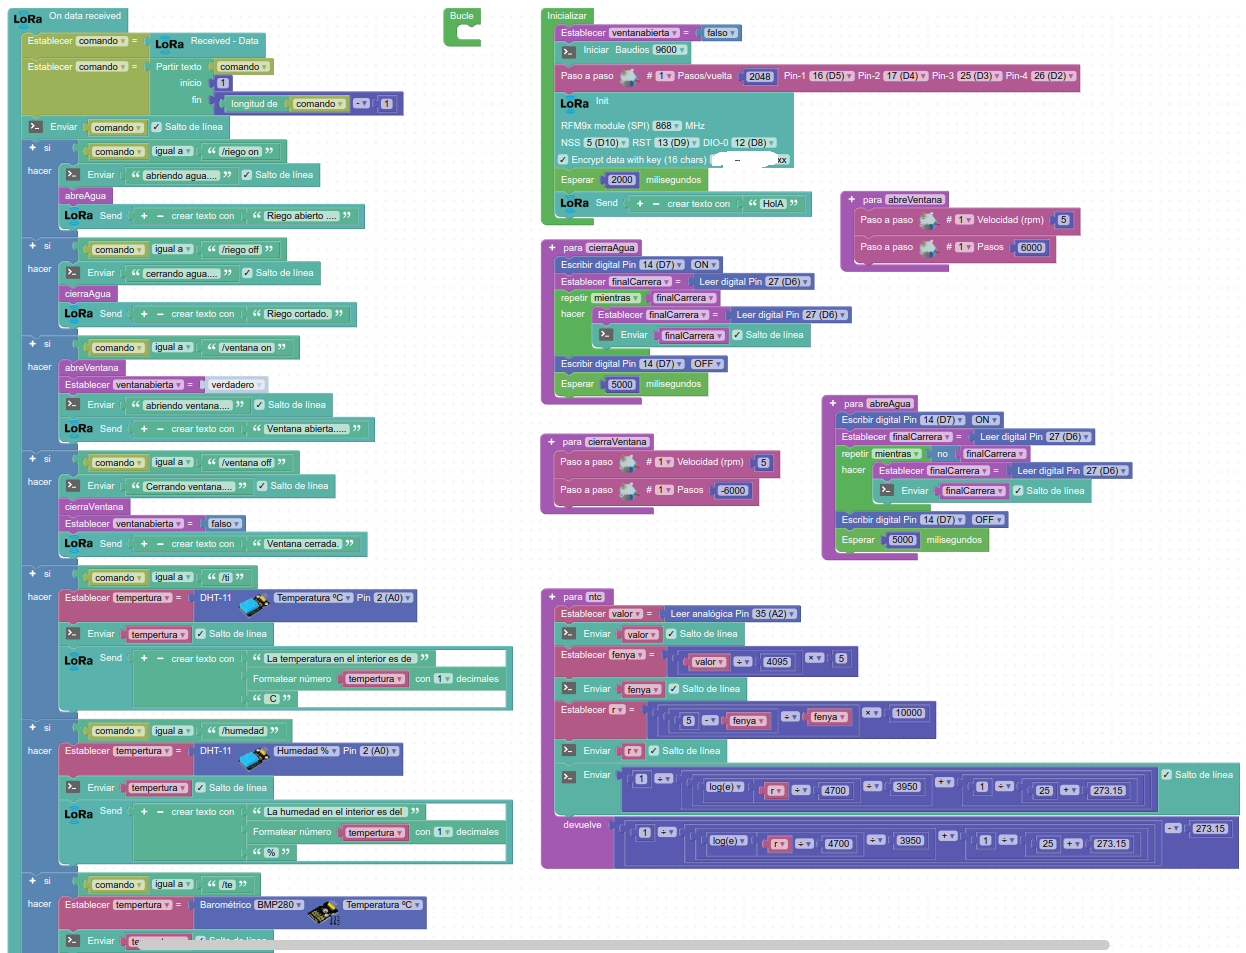 LoRa On data received
Establecer comando = LoRa Received - Data
Establecer comando = Partir texto comando
inicio 1
fin longitud de comando - 1
Enviar comando Salto de línea
si comando igual a “ /riego on ”
hacer Enviar “ abriendo agua.... ” Salto de línea
abreAgua
LoRa Send + − crear texto con “ Riego abierto .... ”
si comando igual a “ /riego off ”
hacer Enviar “ cerrando agua.... ” Salto de línea
cierraAgua
LoRa Send + − crear texto con “ Riego cortado. ”
si comando igual a “ /ventana on ”
hacer abreVentana
Establecer ventanabierta = verdadero
Enviar “ abriendo ventana.... ” Salto de línea
LoRa Send + − crear texto con “ Ventana abierta..... ”
si comando igual a “ /ventana off ”
hacer Enviar “ Cerrando ventana.... ” Salto de línea
cierraVentana
Establecer ventanabierta = falso
LoRa Send + − crear texto con “ Ventana cerrada. ”
si comando igual a “ /ti ”
hacer Establecer tempertura = DHT-11 Temperatura ºC Pin 2 (A0)
Enviar tempertura Salto de línea
LoRa Send + − crear texto con “ La temperatura en el interior es de ”
Formatear número tempertura con 1 decimales
“ C ”
si comando igual a “ /humedad ”
hacer Establecer tempertura = DHT-11 Humedad % Pin 2 (A0)
Enviar tempertura Salto de línea
LoRa Send + − crear texto con “ La humedad en el interior es del ”
Formatear número tempertura con 1 decimales
“ % ”
si comando igual a “ /te ”
hacer Establecer tempertura = Barométrico BMP280 Temperatura ºC
Enviar Salto de línea
Bucle
Inicializar
Establecer ventanabierta = falso
Iniciar Baudios 9600
Paso a paso # 1 Pasos/vuelta 2048 Pin-1 16 (D5) Pin-2 17 (D4) Pin-3 25 (D3) Pin-4 26 (D2)
LoRa Init
RFM9x module (SPI) 868 MHz
NSS 5 (D10) RST 13 (D9) DIO-0 12 (D8)
Encrypt data with key (16 chars) xx
Esperar 2000 milisegundos
LoRa Send + − crear texto con “ HolA ”
+ para abreVentana
Paso a paso # 1 Velocidad (rpm) 5
Paso a paso # 1 Pasos 6000
+ para cierraAgua
Escribir digital Pin 14 (D7) ON
Establecer finalCarrera = Leer digital Pin 27 (D6)
repetir mientras finalCarrera
hacer Establecer finalCarrera = Leer digital Pin 27 (D6)
Enviar finalCarrera Salto de línea
Escribir digital Pin 14 (D7) OFF
Esperar 5000 milisegundos
+ para abreAgua
Escribir digital Pin 14 (D7) ON
Establecer finalCarrera = Leer digital Pin 27 (D6)
repetir mientras no finalCarrera
hacer Establecer finalCarrera = Leer digital Pin 27 (D6)
Enviar finalCarrera Salto de línea
Escribir digital Pin 14 (D7) OFF
Esperar 5000 milisegundos
+ para cierraVentana
Paso a paso # 1 Velocidad (rpm) 5
Paso a paso # 1 Pasos -6000
+ para ntc
Establecer valor = Leer analógica Pin 35 (A2)
Enviar valor Salto de línea
Establecer fenya = valor ÷ 4095 × 5
Enviar fenya Salto de línea
Establecer r = 5 - fenya ÷ fenya × 10000
Enviar r Salto de línea
Enviar 1 ÷ log(e) r ÷ 4700 ÷ 3950 + 1 ÷ 25 + 273.15 Salto de línea
devuelve 1 ÷ log(e) r ÷ 4700 ÷ 3950 + 1 ÷ 25 + 273.15 - 273.15